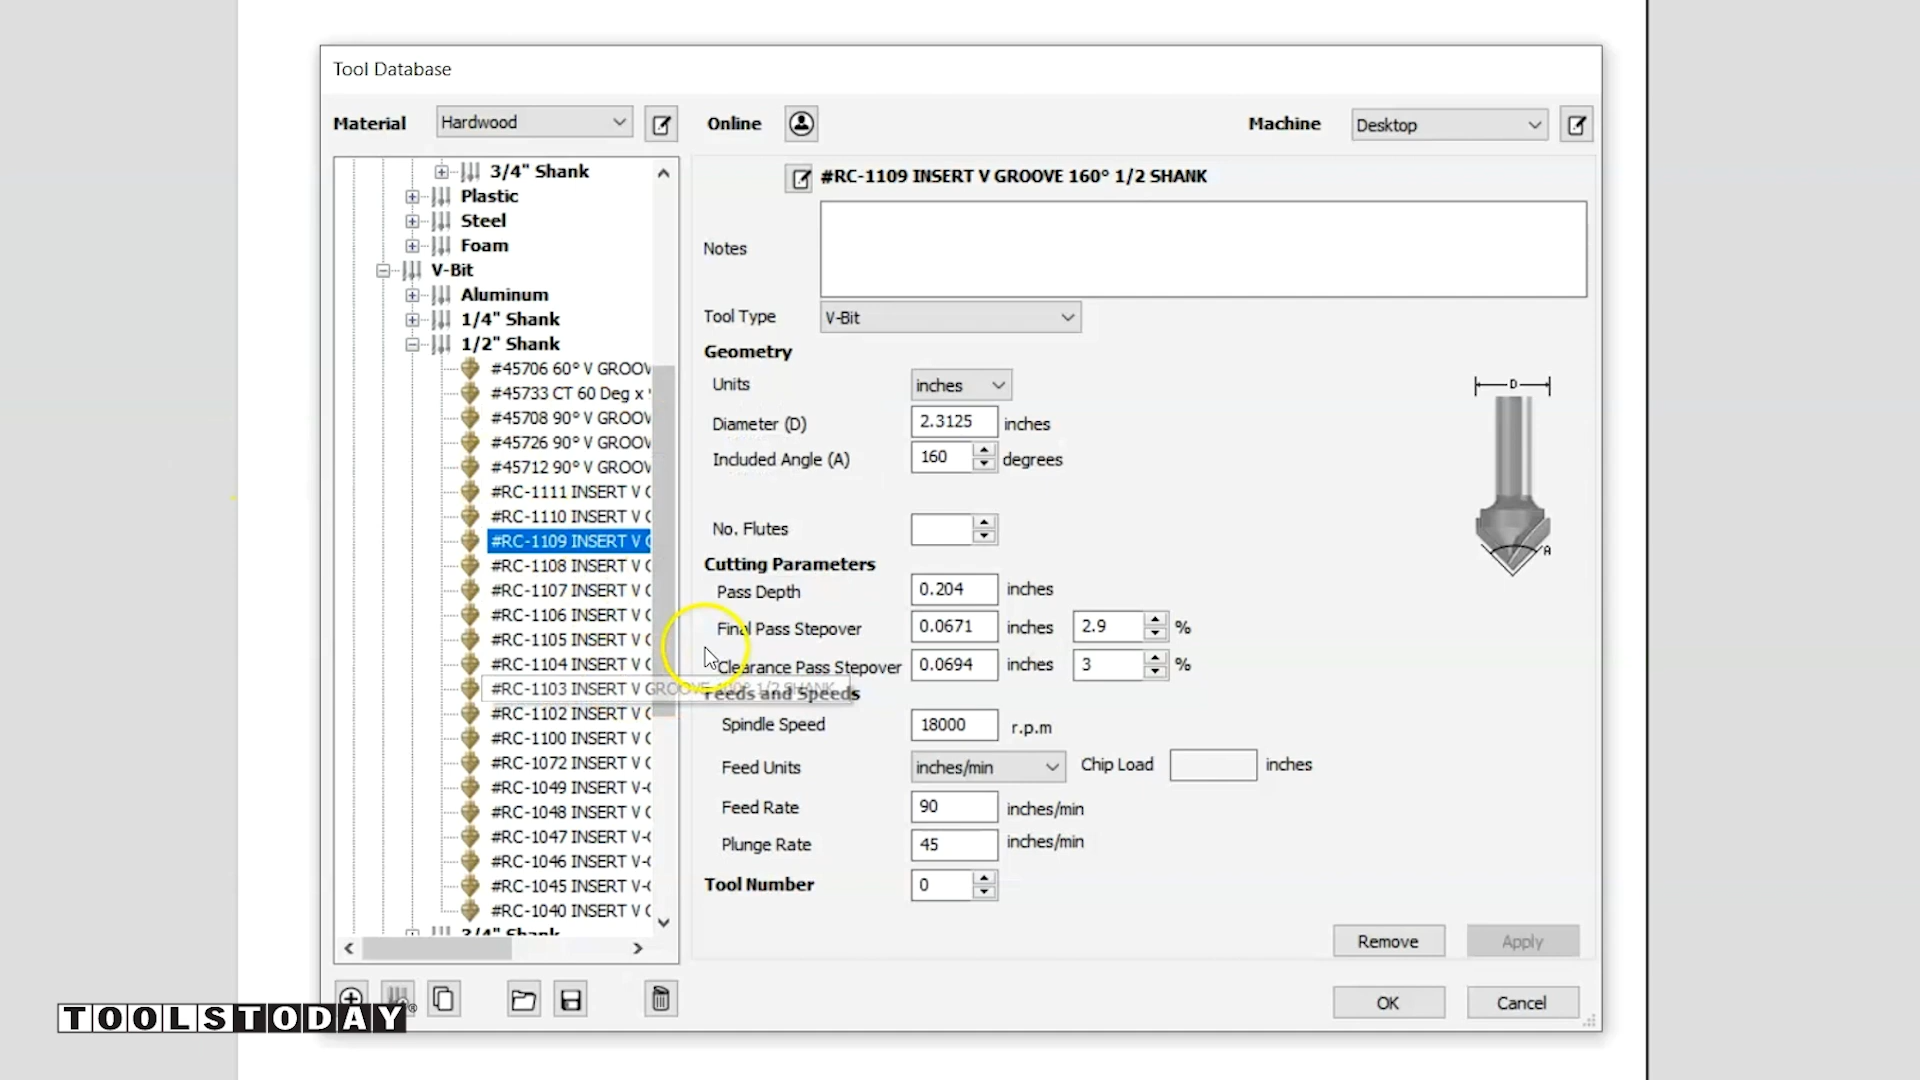 Tool Database
Material Hardwood Online Machine Desktop
3/4" Shank
Plastic
Steel
Foam
V-Bit
Aluminum
1/4" Shank
1/2" Shank
#45706 60° V GROOV
#45733 CT 60 Deg x
#45708 90° V GROOV
#45726 90° V GROOV
#45712 90° V GROOV
#RC-1111 INSERT V G
#RC-1110 INSERT V G
#RC-1109 INSERT V G
#RC-1108 INSERT V G
#RC-1107 INSERT V G
#RC-1106 INSERT V G
#RC-1105 INSERT V G
#RC-1104 INSERT V G
#RC-1103 INSERT V GROOVE 1/2 SHANK
#RC-1102 INSERT V G
#RC-1100 INSERT V G
#RC-1072 INSERT V G
#RC-1049 INSERT V-G
#RC-1048 INSERT V G
#RC-1047 INSERT V-G
#RC-1046 INSERT V-G
#RC-1045 INSERT V-G
#RC-1040 INSERT V G
3/4" Shank
#RC-1109 INSERT V GROOVE 160° 1/2 SHANK
Notes
Tool Type V-Bit
Geometry
Units inches
Diameter (D) 2.3125 inches
Included Angle (A) 160 degrees
No. Flutes
D
A
Cutting Parameters
Pass Depth 0.204 inches
Final Pass Stepover 0.0671 inches 2.9 %
Clearance Pass Stepover 0.0694 inches 3 %
Feeds and Speeds
Spindle Speed 18000 r.p.m
Feed Units inches/min Chip Load inches
Feed Rate 90 inches/min
Plunge Rate 45 inches/min
Tool Number 0
Remove Apply
OK Cancel
TOOLSTODAY®